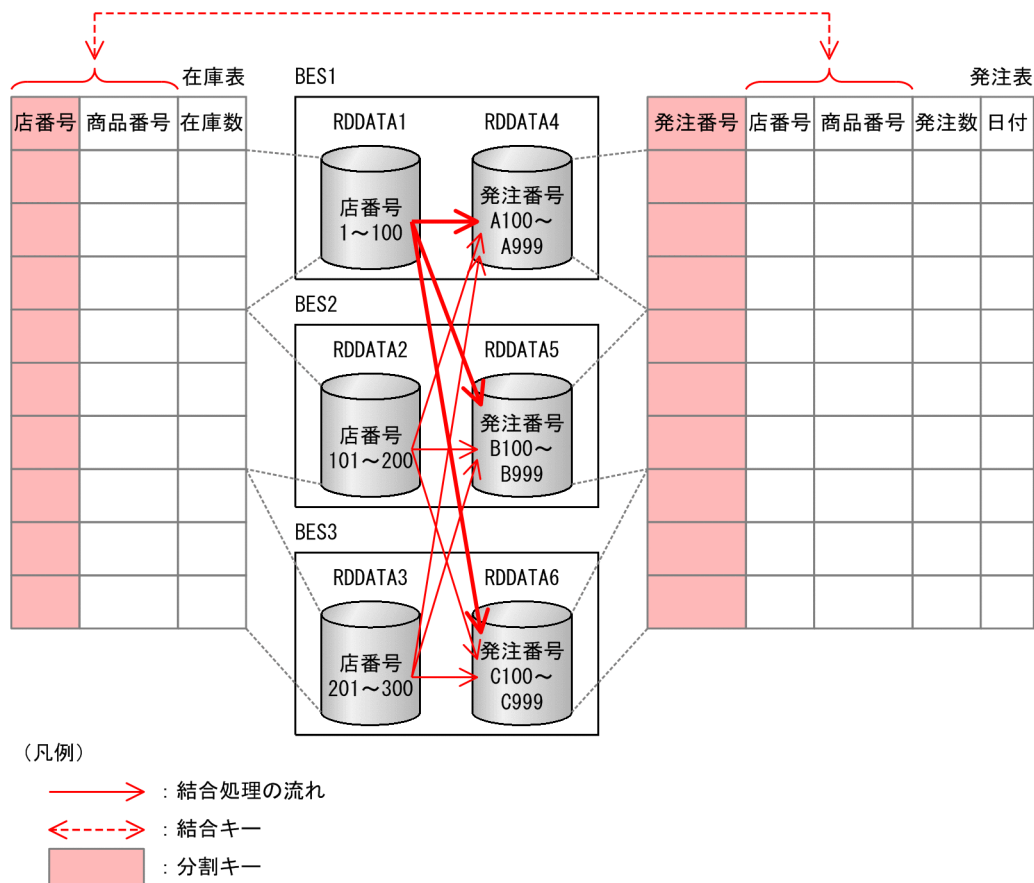 在庫表
店番号 商品番号 在庫数
BES1
RDDATA1 RDDATA4
店番号
1～100
発注番号
A100～
A999
BES2
RDDATA2 RDDATA5
店番号
101～200
発注番号
B100～
B999
BES3
RDDATA3 RDDATA6
店番号
201～300
発注番号
C100～
C999
発注表
発注番号 店番号 商品番号 発注数 日付
（凡例）
：結合処理の流れ
：結合キー
：分割キー